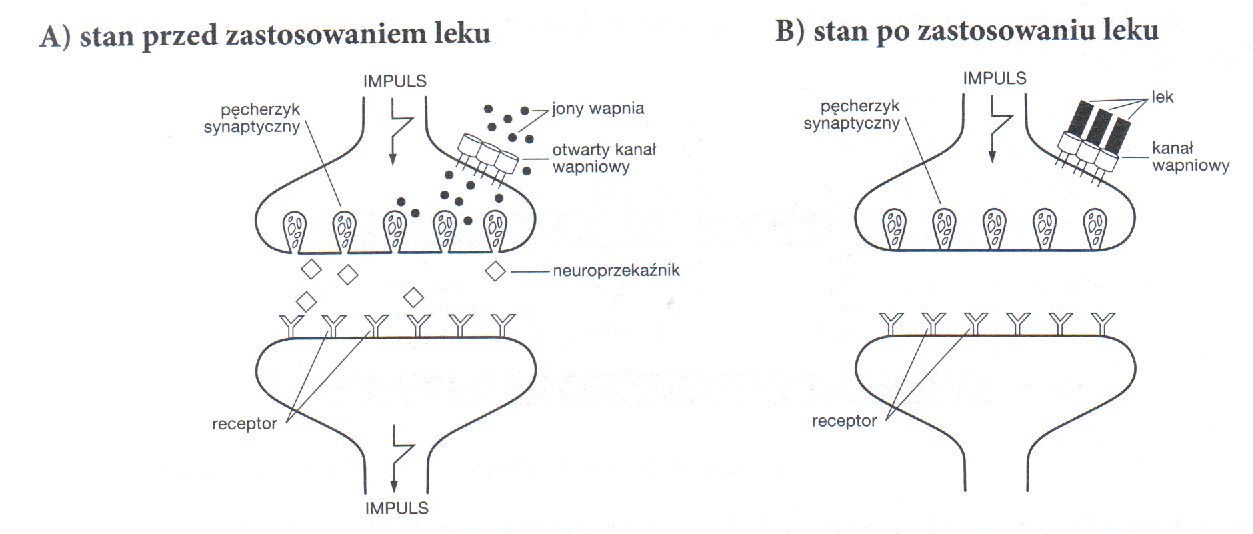 A) stan przed zastosowaniem leku
IMPULS
pęcherzyk
synaptyczny
jony wapnia
otwarty kanał
wapniowy
neuroprzekaźnik
receptor
IMPULS
B) stan po zastosowaniu leku
IMPULS
pęcherzyk
synaptyczny
lek
kanał
wapniowy
receptor